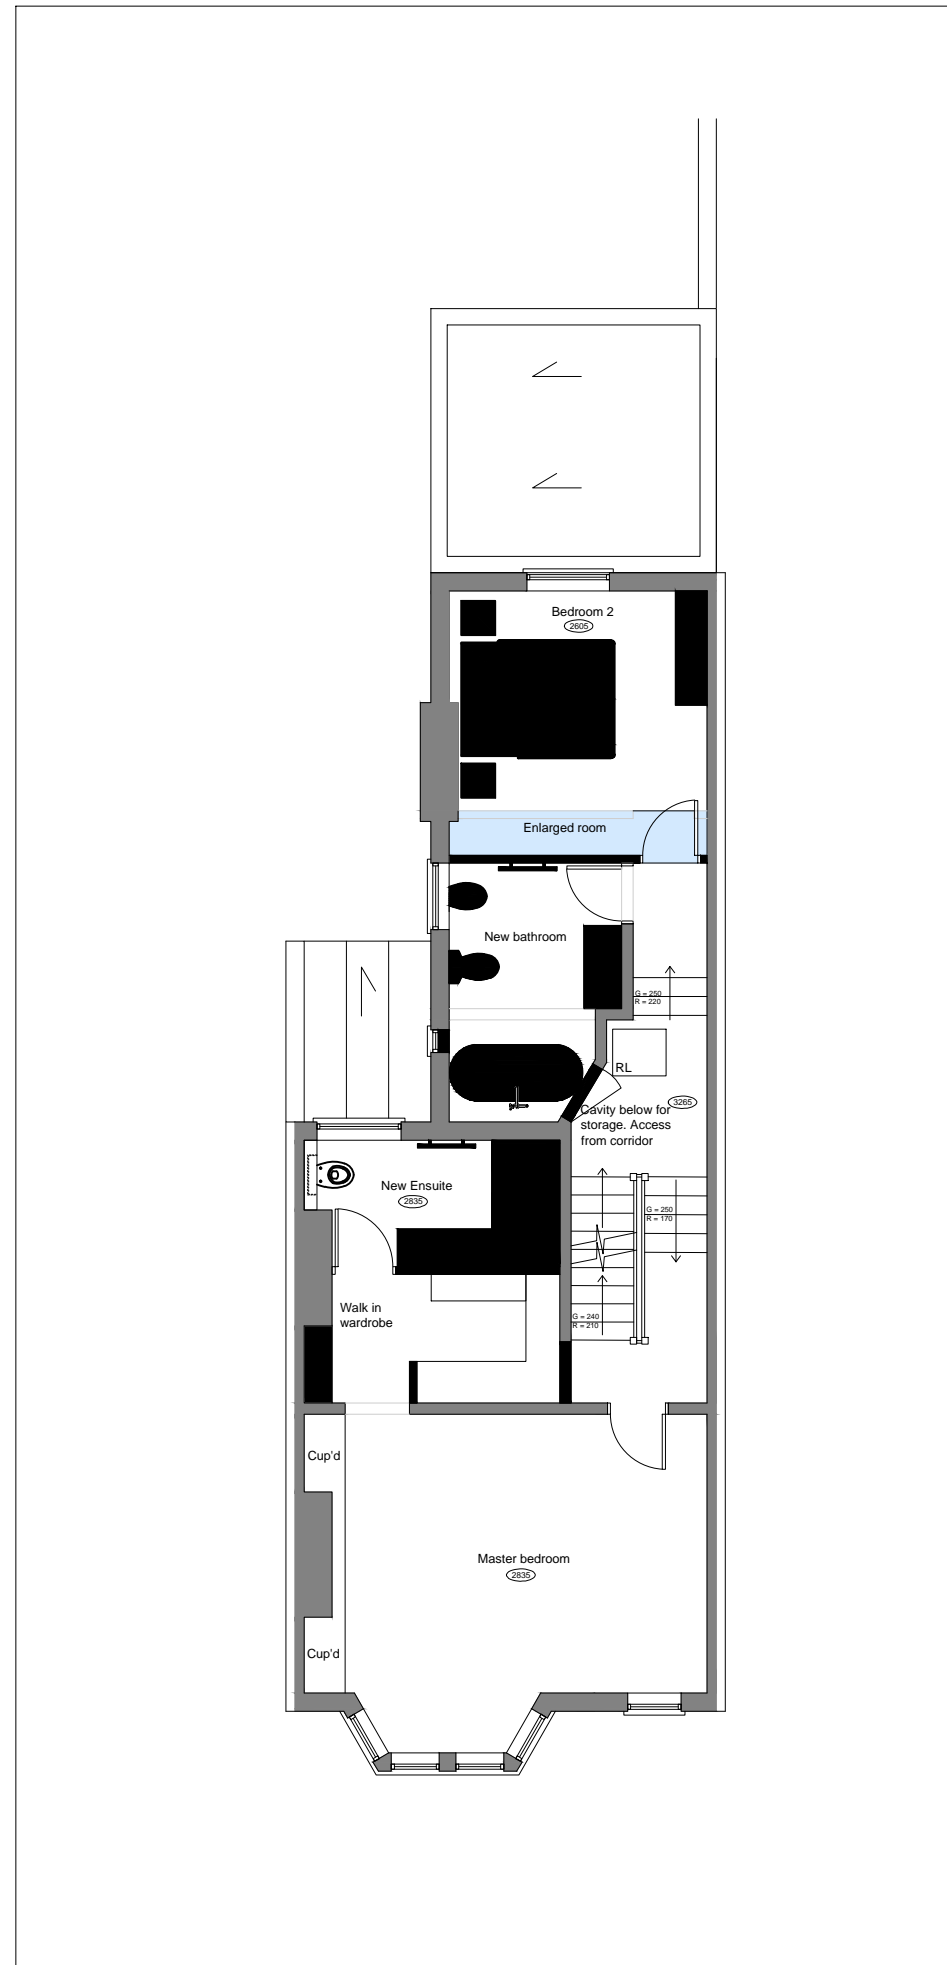 Bedroom 2
2605
Enlarged room
New bathroom
G = 250
R = 220
RL
3265
Cavity below for
storage. Access
from corridor
New Ensuite
2835
G = 250
R = 170
Walk in
wardrobe
G = 240
R = 210
Cup'd
Master bedroom
2835
Cup'd